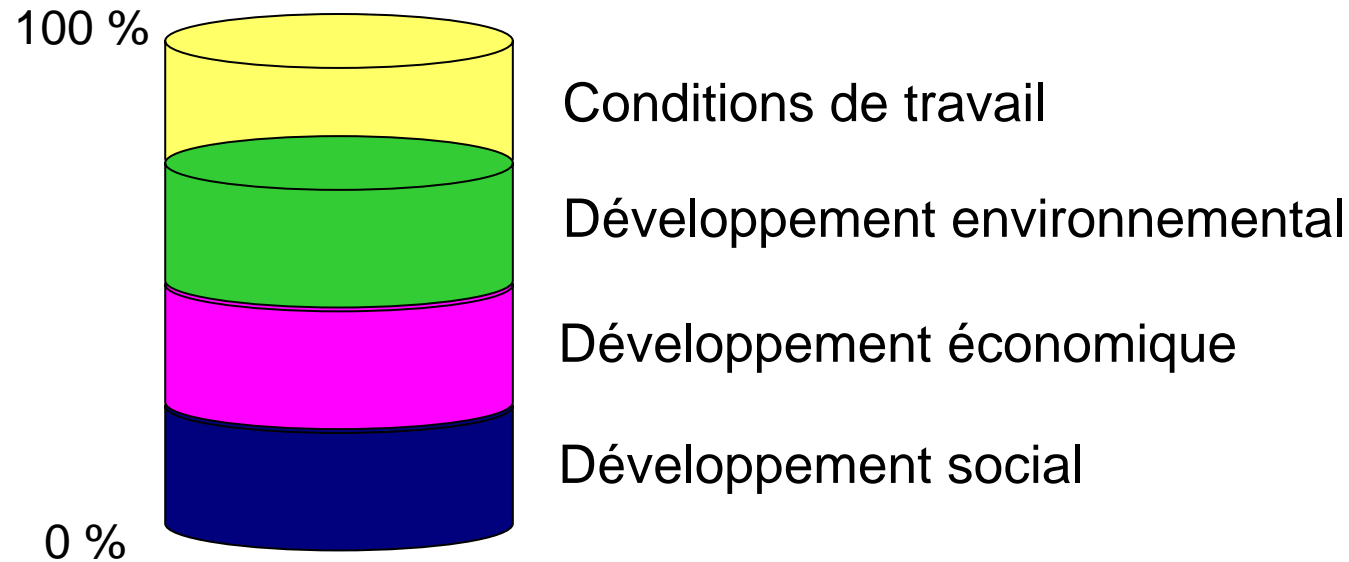 100 %
Conditions de travail
Développement environnemental
Développement économique
Développement social
0 %